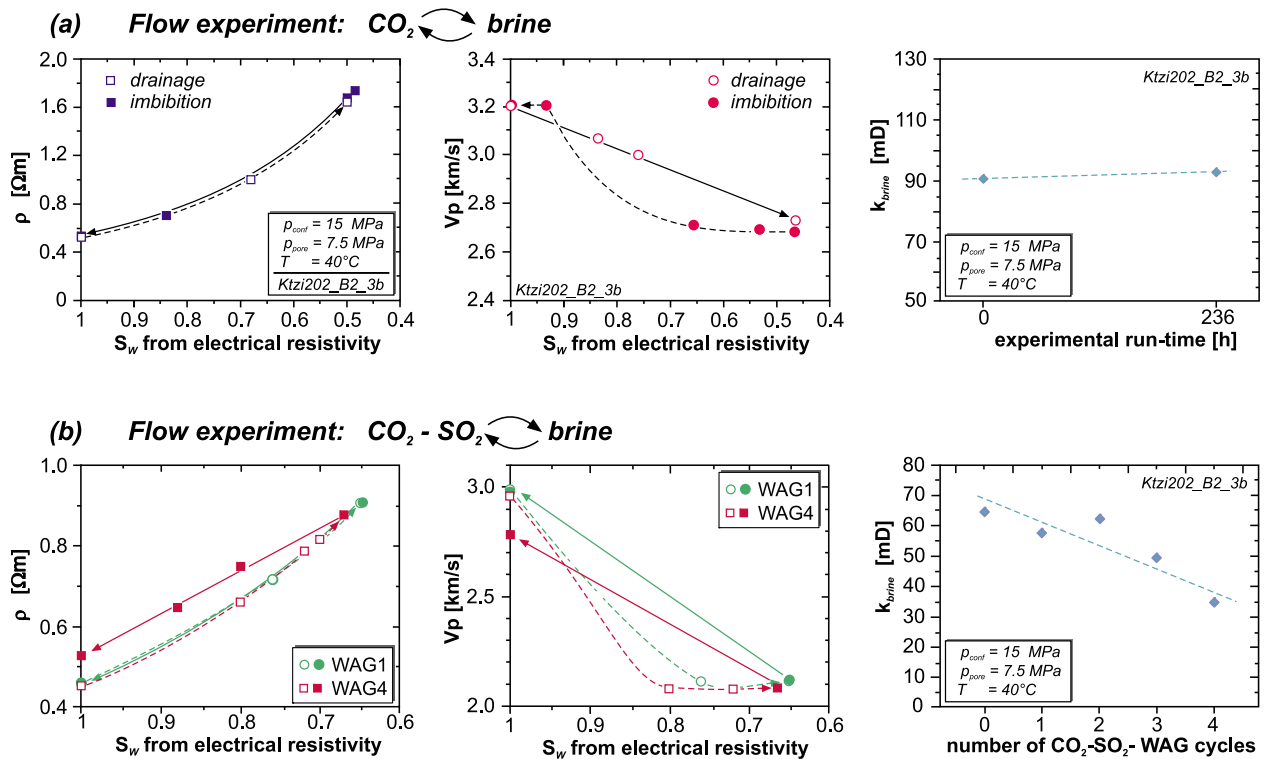 (a) Flow experiment: CO₂ brine
ρ [Ωm]
2.0
1.6
1.2
0.8
0.4
0
drainage
imbibition
p_conf = 15 MPa
p_pore = 7.5 MPa
T = 40°C
Ktzi202_B2_3b
1 0.9 0.8 0.7 0.6 0.5 0.4
S_w from electrical resistivity
Vp [km/s]
3.4
3.2
3.0
2.8
2.6
2.4
drainage
imbibition
Ktzi202_B2_3b
1 0.9 0.8 0.7 0.6 0.5 0.4
S_w from electrical resistivity
k_brine [mD]
130
110
90
70
50
Ktzi202_B2_3b
p_conf = 15 MPa
p_pore = 7.5 MPa
T = 40°C
0 236
experimental run-time [h]
(b) Flow experiment: CO₂ - SO₂ brine
ρ [Ωm]
1.0
0.8
0.6
0.4
WAG1
WAG4
1 0.9 0.8 0.7 0.6
S_w from electrical resistivity
Vp [km/s]
3.0
2.5
2.0
WAG1
WAG4
1 0.9 0.8 0.7 0.6
S_w from electrical resistivity
k_brine [mD]
80
70
60
50
35
30
70
10
0
Ktzi202_B2_3b
p_conf = 15 MPa
p_pore = 7.5 MPa
T = 40°C
0 1 2 3 4
number of CO₂-SO₂- WAG cycles